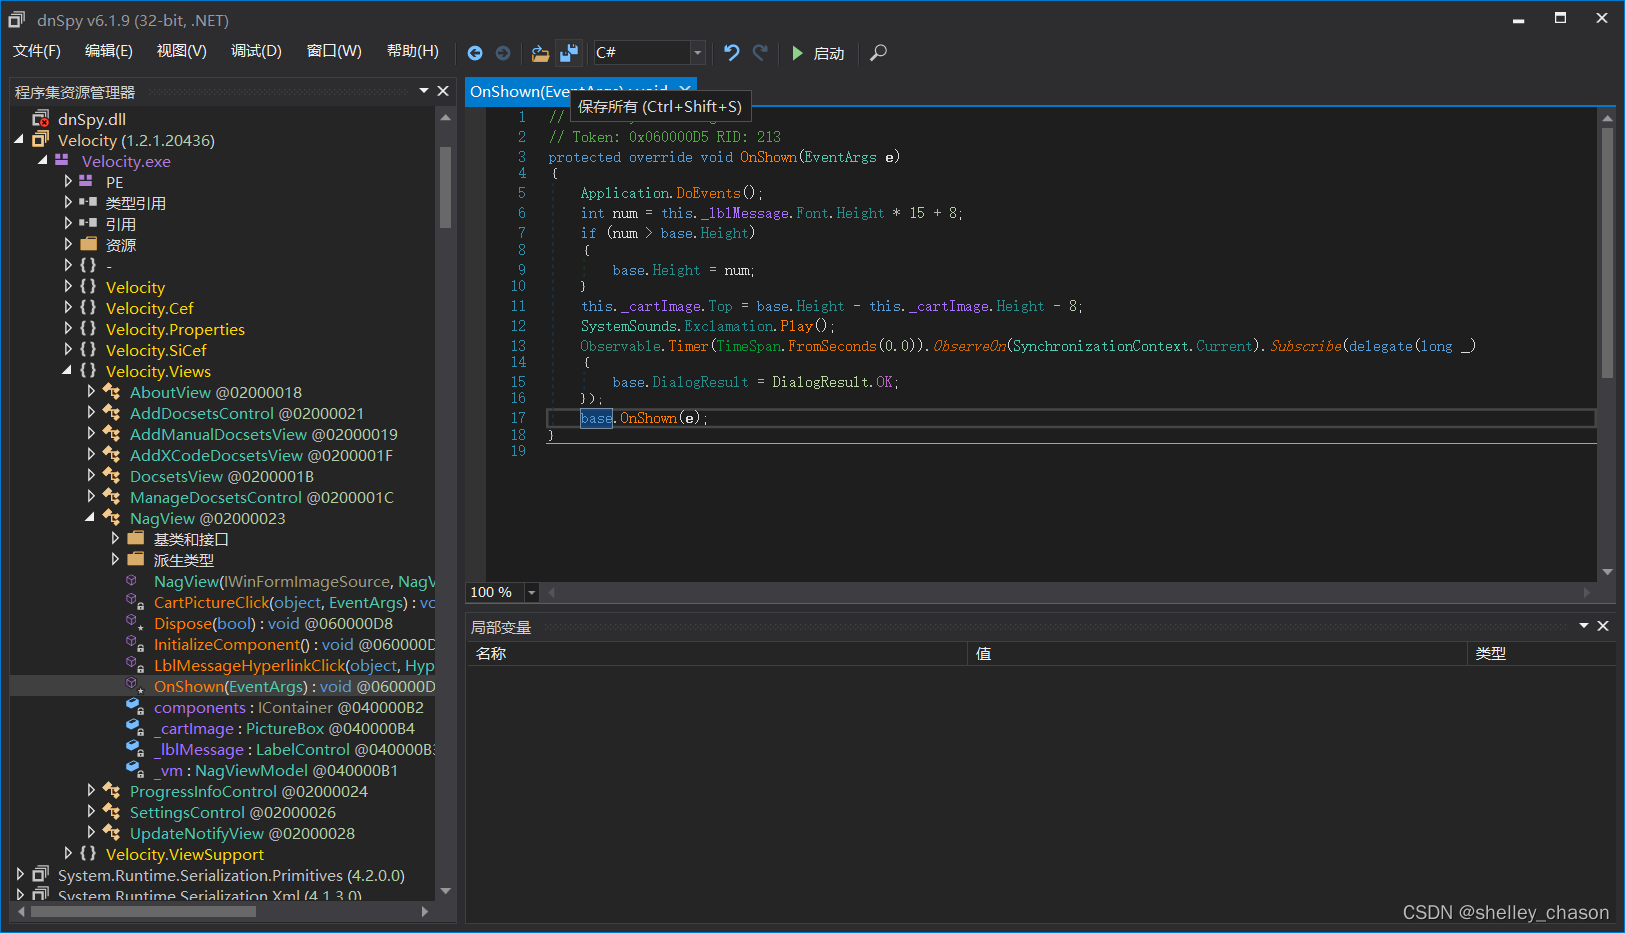 dnSpy v6.1.9 (32-bit, .NET)
文件(F) 编辑(E) 视图(V) 调试(D) 窗口(W) 帮助(H) C# 启动
程序集资源管理器
dnSpy.dll
Velocity (1.2.1.20436)
Velocity.exe
PE
类型引用
引用
资源
{ } -
{ } Velocity
{ } Velocity.Cef
{ } Velocity.Properties
{ } Velocity.SiCef
{ } Velocity.Views
AboutView @02000018
AddDocsetsControl @02000021
AddManualDocsetsView @02000019
AddXCodeDocsetsView @0200001F
DocsetsView @0200001B
ManageDocsetsControl @0200001C
NagView @02000023
基类和接口
派生类型
NagView(IWinFormImageSource, NagV
CartPictureClick(object, EventArgs) : vo
Dispose(bool) : void @060000D8
InitializeComponent() : void @060000D
LblMessageHyperlinkClick(object, Hyp
OnShown(EventArgs) : void @060000D
components : IContainer @040000B2
_cartImage : PictureBox @040000B4
_lblMessage : LabelControl @040000B3
_vm : NagViewModel @040000B1
ProgressInfoControl @02000024
SettingsControl @02000026
UpdateNotifyView @02000028
{ } Velocity.ViewSupport
System.Runtime.Serialization.Primitives (4.2.0.0)
System.Runtime.Serialization.Xml (4.1.3.0)
OnShown(EventArgs) : void
保存所有 (Ctrl+Shift+S)
1 //
2 // Token: 0x060000D5 RID: 213
3 protected override void OnShown(EventArgs e)
4 {
5 Application.DoEvents();
6 int num = this._lblMessage.Font.Height * 15 + 8;
7 if (num > base.Height)
8 {
9 base.Height = num;
10 }
11 this._cartImage.Top = base.Height - this._cartImage.Height - 8;
12 SystemSounds.Exclamation.Play();
13 Observable.Timer(TimeSpan.FromSeconds(0.0)).ObserveOn(SynchronizationContext.Current).Subscribe(delegate(long _)
14 {
15 base.DialogResult = DialogResult.OK;
16 });
17 base.OnShown(e);
18 }
19
100 %
局部变量
名称 值 类型
CSDN @shelley_chason